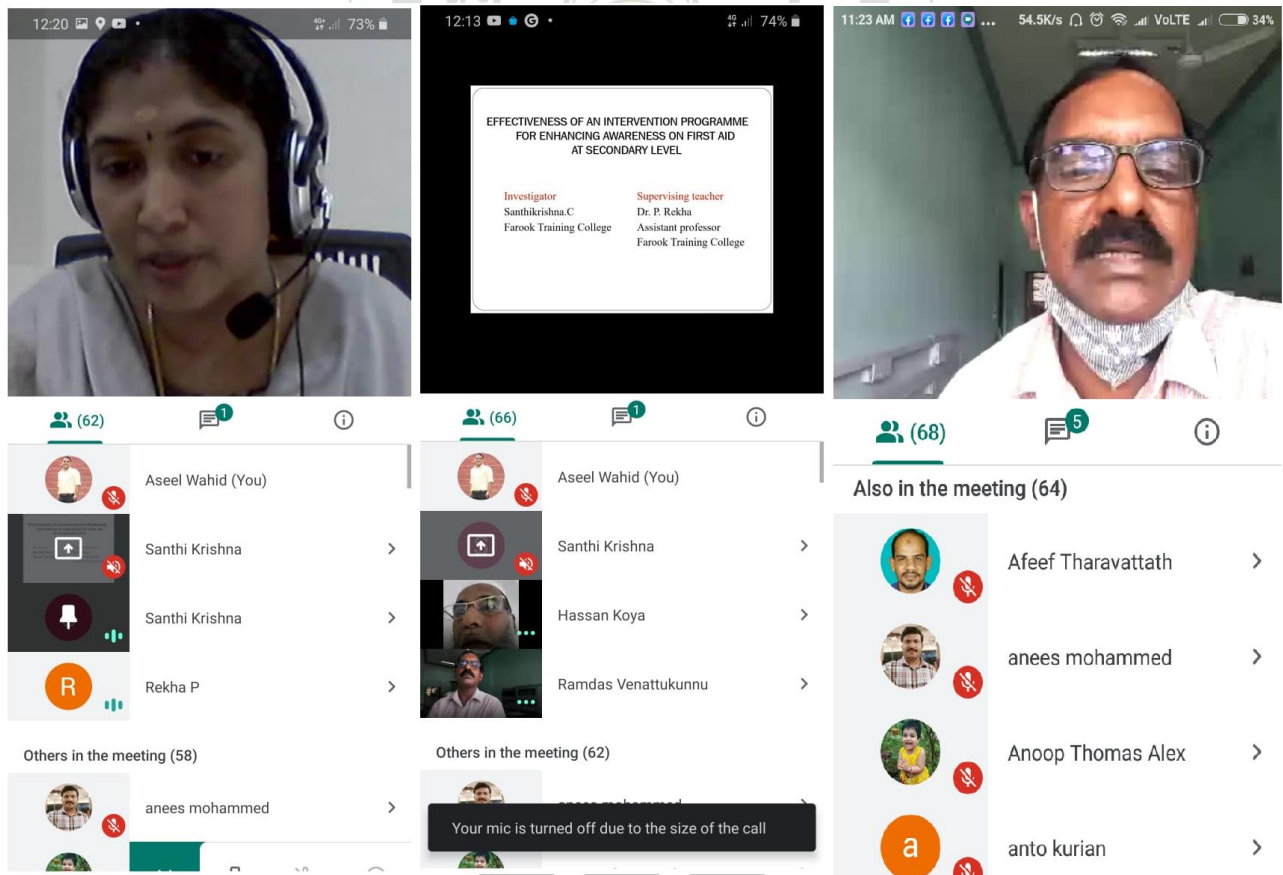 12:20
4G+ 73%
(62)
1
Aseel Wahid (You)
Santhi Krishna
Santhi Krishna
R
Rekha P
Others in the meeting (58)
anees mohammed
12:13 G
4G 74%
EFFECTIVENESS OF AN INTERVENTION PROGRAMME
FOR ENHANCING AWARENESS ON FIRST AID
AT SECONDARY LEVEL
Investigator
Santhikrishna.C
Farook Training College
Supervising teacher
Dr. P. Rekha
Assistant professor
Farook Training College
(66)
1
Aseel Wahid (You)
Santhi Krishna
Hassan Koya
Ramdas Venattukunnu
Others in the meeting (62)
Your mic is turned off due to the size of the call
11:23 AM ... 54.5K/s VoLTE 34%
(68)
5
Also in the meeting (64)
Afeef Tharavattath
anees mohammed
Anoop Thomas Alex
a
anto kurian